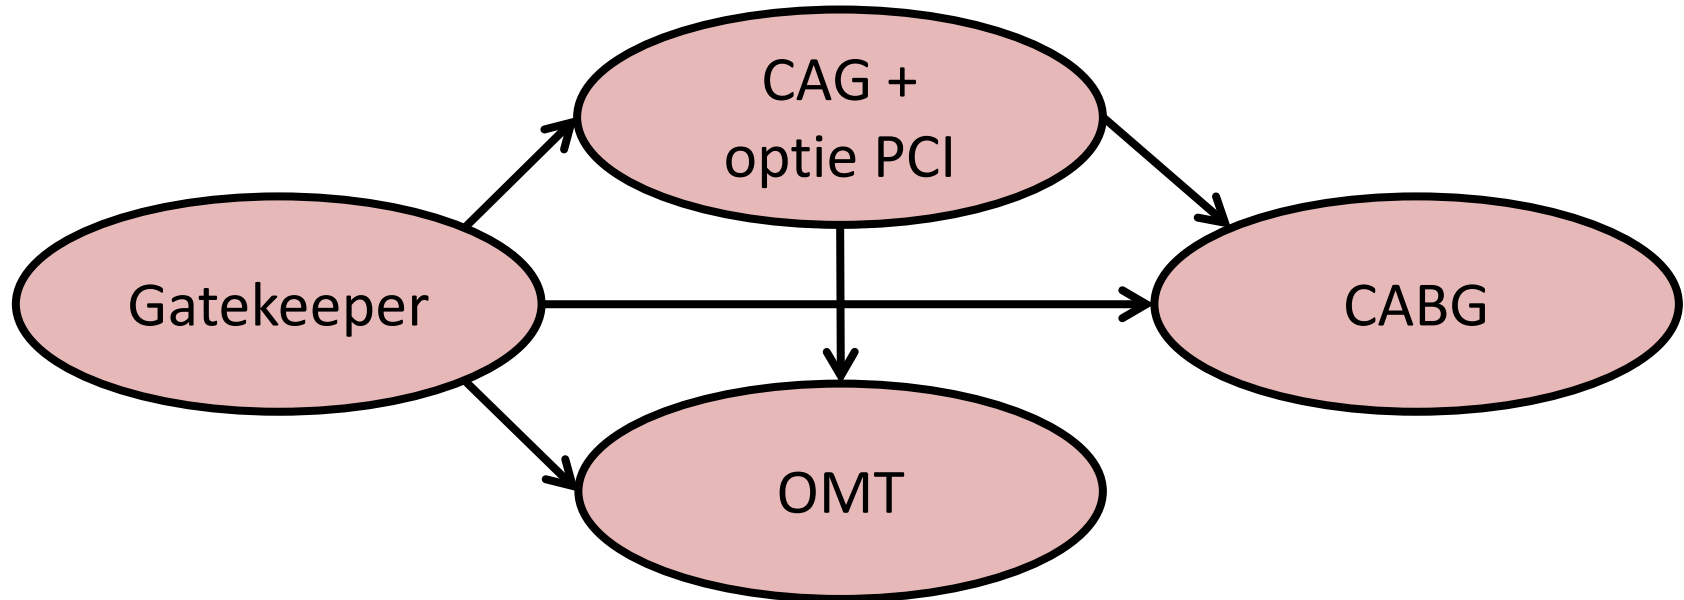 CAG +
optie PCI
Gatekeeper
CABG
OMT